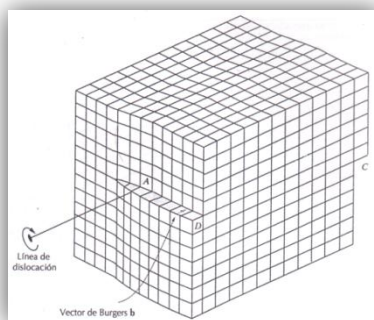 A
C
D
Línea de
dislocación
Vector de Burgers b